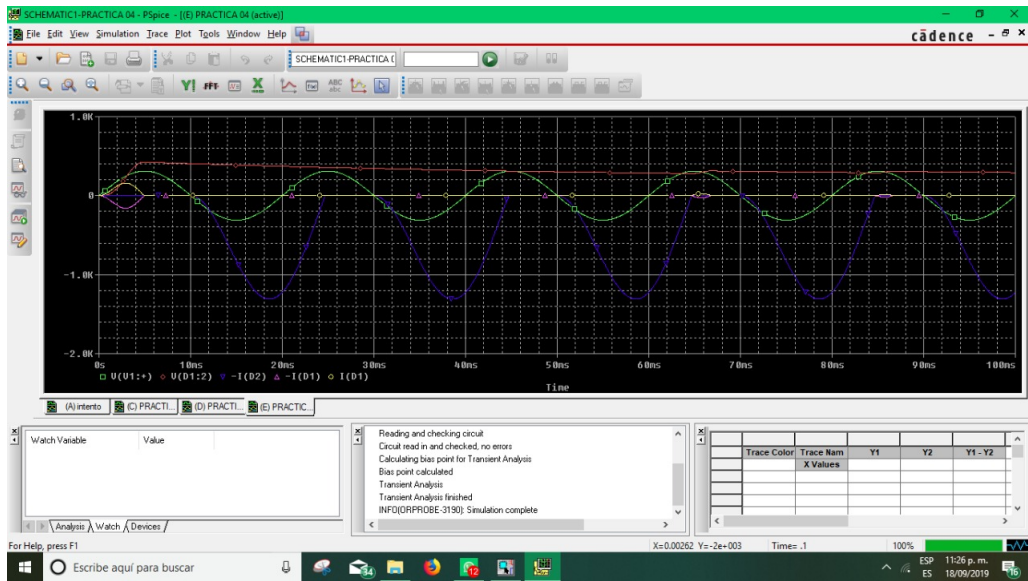 SCHEMATIC1-PRACTICA 04 - PSpice - [(E) PRACTICA 04 (active)]
File Edit View Simulation Trace Plot Tools Window Help
cādence
SCHEMATIC1-PRACTICA (
1.0K
0
-1.0K
-2.0K
0s 10ms 20ms 30ms 40ms 50ms 60ms 70ms 80ms 90ms 100ms
V(V1:+) V(D1:2) -I(D2) -I(D1) I(D1)
Time
(A) intento (C) PRACTI... (D) PRACTI... (E) PRACTIC...
Watch Variable Value
Analysis Watch Devices
Reading and checking circuit
Circuit read in and checked, no errors
Calculating bias point for Transient Analysis
Bias point calculated
Transient Analysis
Transient Analysis finished
INFO(ORPROBE-3190): Simulation complete
Trace Color Trace Nam Y1 Y2 Y1 - Y2
X Values
For Help, press F1
X=0.00262 Y=-2e+003 Time= .1 100%
Escribe aquí para buscar
34
12
ESP 11:26 p. m.
ES 18/09/2019
16